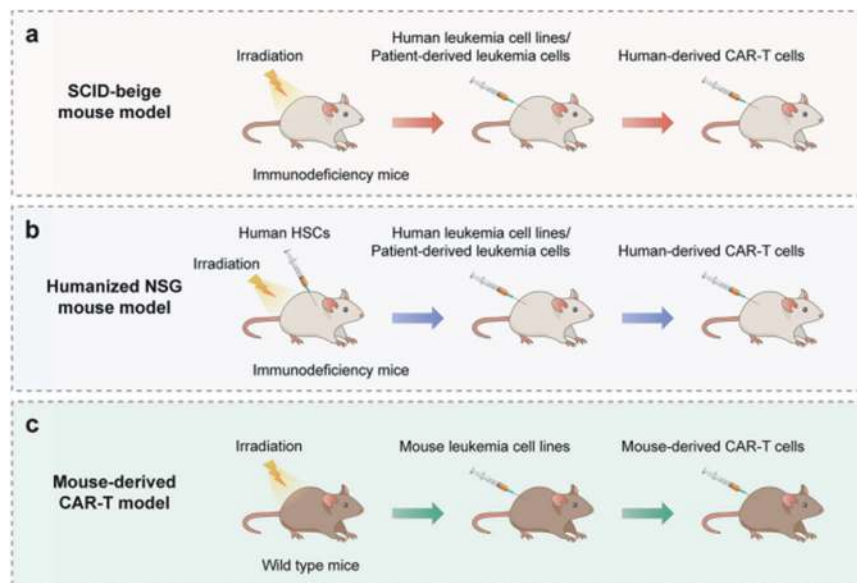 a
SCID-beige
mouse model
Irradiation
Immunodeficiency mice
Human leukemia cell lines/
Patient-derived leukemia cells
Human-derived CAR-T cells
b
Humanized NSG
mouse model
Human HSCs
Irradiation
Immunodeficiency mice
Human leukemia cell lines/
Patient-derived leukemia cells
Human-derived CAR-T cells
c
Mouse-derived
CAR-T model
Irradiation
Wild type mice
Mouse leukemia cell lines
Mouse-derived CAR-T cells